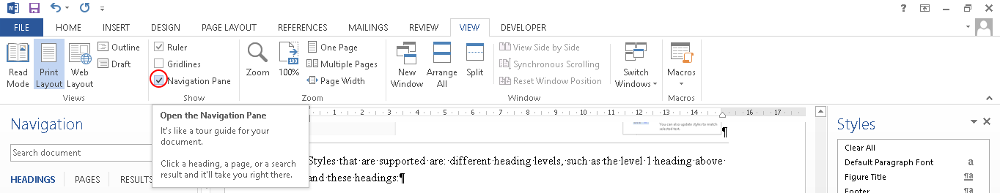 ?
FILE HOME INSERT DESIGN PAGE LAYOUT REFERENCES MAILINGS REVIEW VIEW DEVELOPER
Read Mode
Print Layout
Web Layout
Outline
Draft
Views
Ruler
Gridlines
Navigation Pane
Show
Zoom
100
100%
One Page
Multiple Pages
Page Width
Zoom
New Window
Arrange All
Split
View Side by Side
Synchronous Scrolling
Reset Window Position
Window
Switch Windows
Macros
Macros
Navigation
Search document
HEADINGS PAGES RESULTS
Open the Navigation Pane
It's like a tour guide for your
document.
Click a heading, a page, or a search
result and it'll take you right there.
1 2 3 4 5 6 7 8 9 10 11 12 13 14 16 17
You can also update styles to match
selected text.
¶
Styles that are supported are: different heading levels, such as the level 1 heading above
and these headings:¶
Styles
Clear All
Default Paragraph Font a
Figure Title ¶a
Footer ¶a